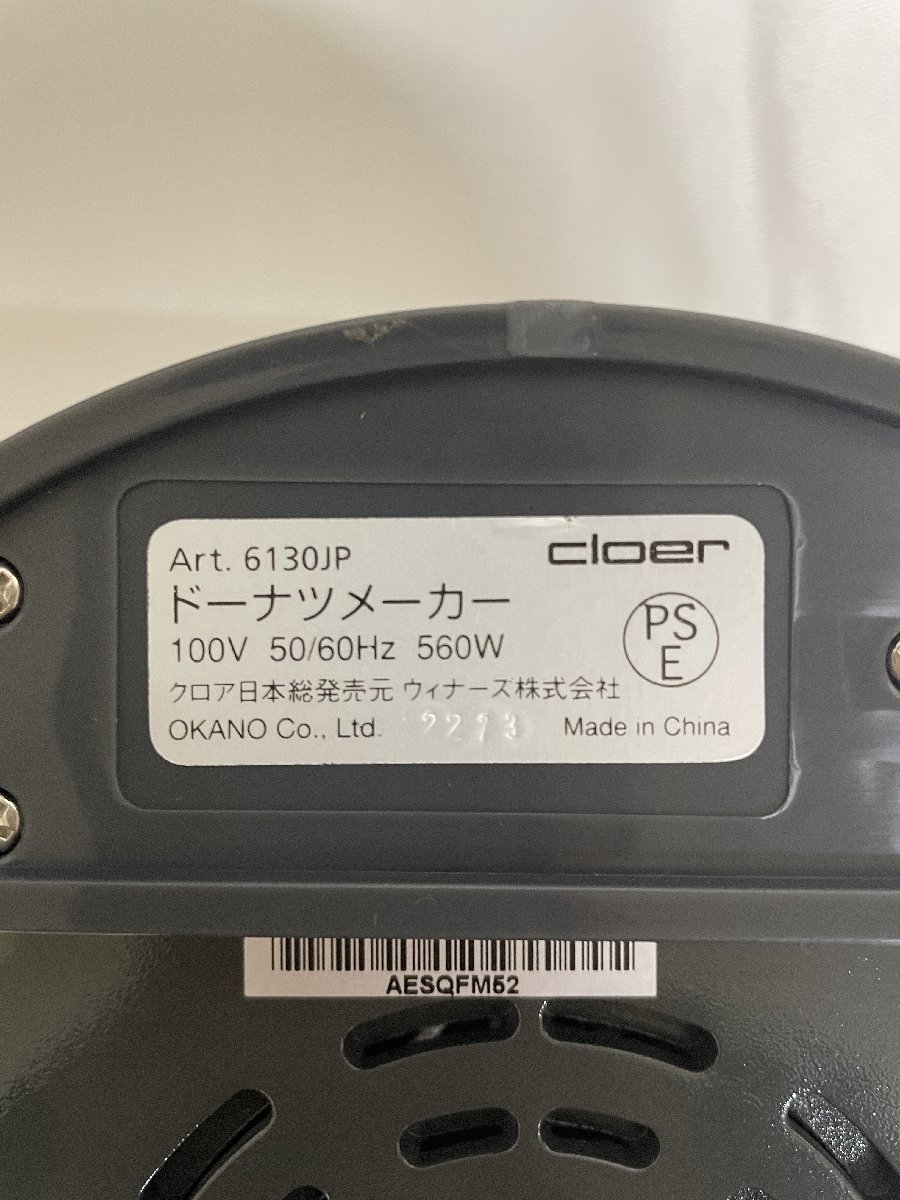 Art. 6130JP cloer
ドーナツメーカー
PS
E
100V 50/60Hz 560W
クロア日本総発売元 ウィナーズ株式会社
OKANO Co., Ltd. Made in China
AESQFM52